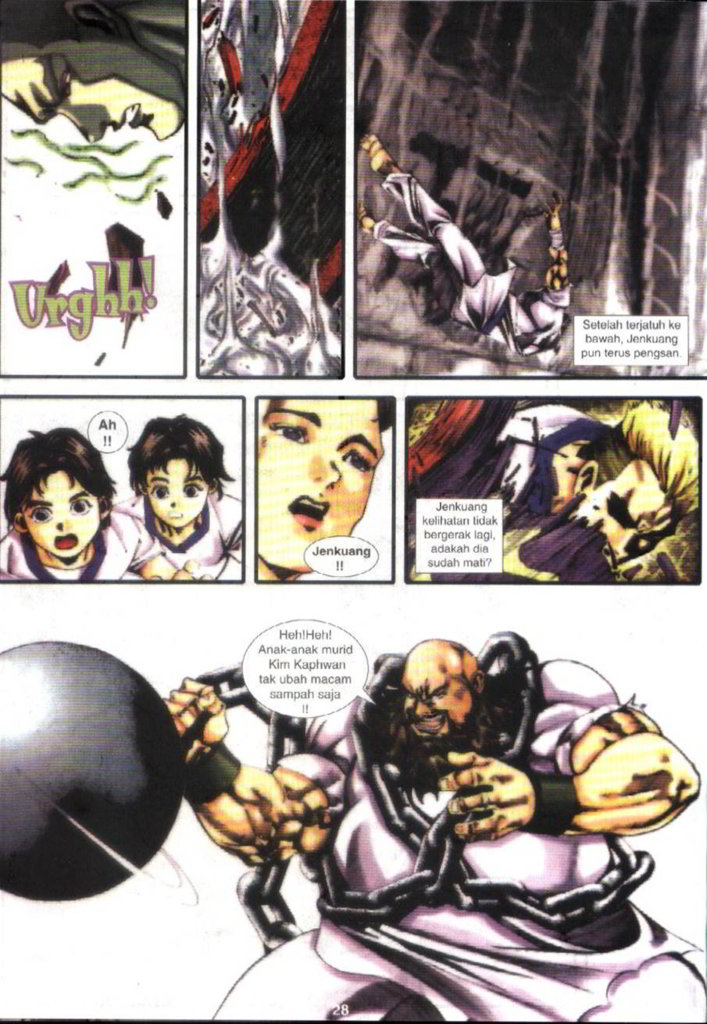 Urghh!
Setelah terjatuh ke
bawah, Jenkuang
pun terus pengsan.
Ah
!!
Jenkuang
!!
Jenkuang
kelihatan tidak
bergerak lagi,
adakah dia
sudah mati?
Heh!Heh!
Anak-anak murid
Kim Kaphwan
tak ubah macam
sampah saja
!!
28